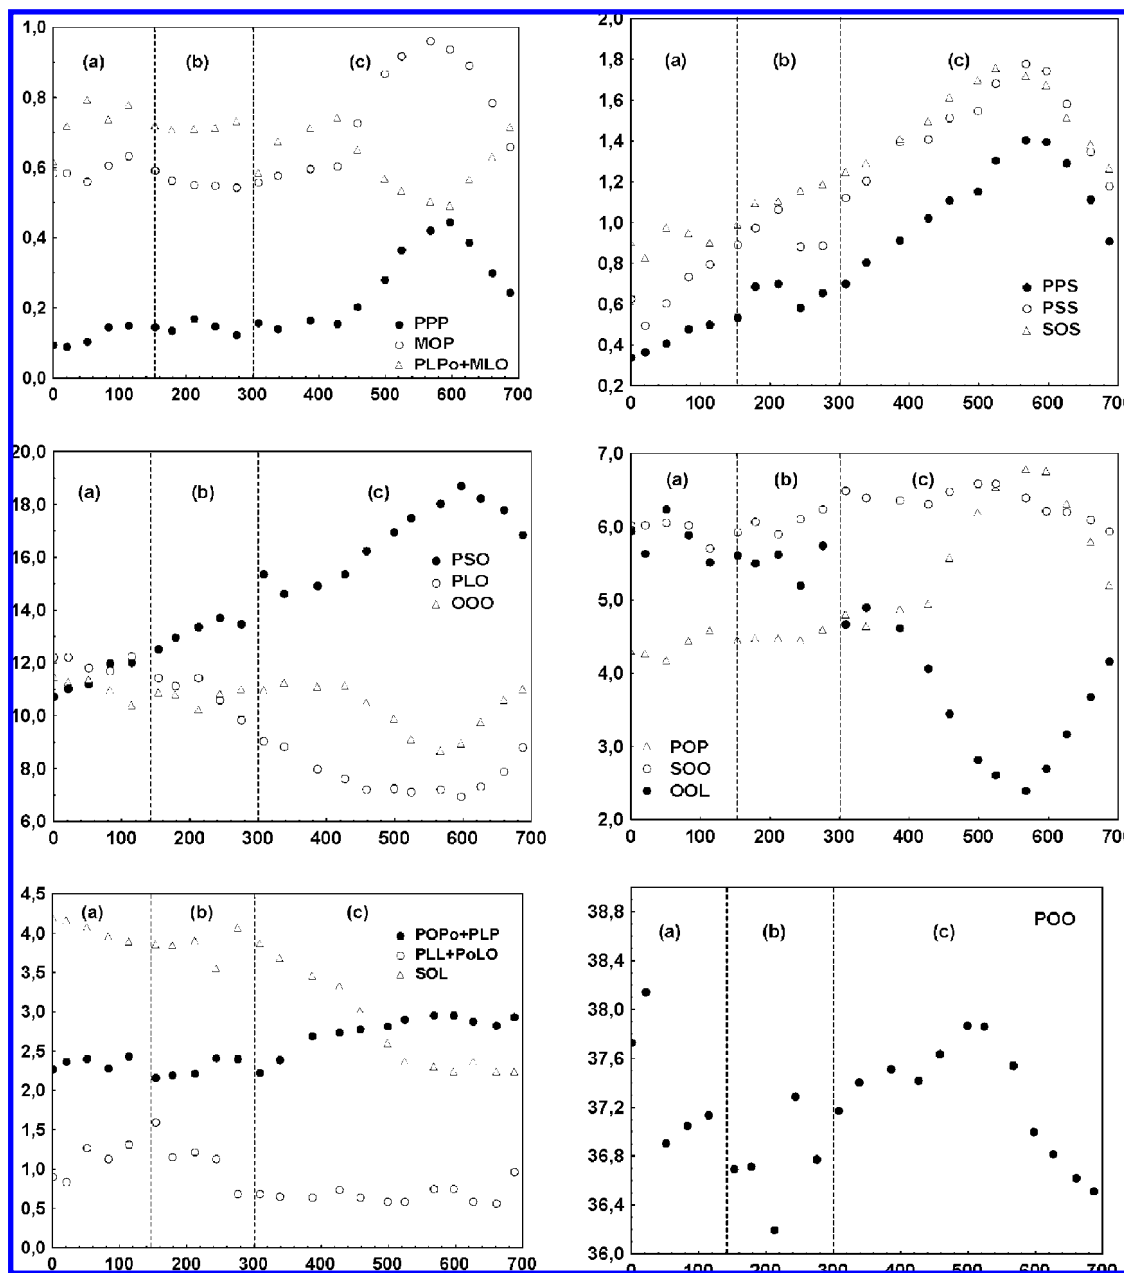 1,0
0,8
0,6
0,4
0,2
0,0
(a) (b) (c)
PPP
MOP
PLPo+MLO
0 100 200 300 400 500 600 700
2,0
1,8
1,6
1,4
1,2
1,0
0,8
0,6
0,4
0,2
(a) (b) (c)
PPS
PSS
SOS
0 100 200 300 400 500 600 700
20,0
18,0
16,0
14,0
12,0
10,0
8,0
6,0
(a) (b) (c)
PSO
PLO
OOO
0 100 200 300 400 500 600 700
7,0
6,0
5,0
4,0
3,0
2,0
(a) (b) (c)
POP
SOO
OOL
0 100 200 300 400 500 600 700
4,5
4,0
3,5
3,0
2,5
2,0
1,5
1,0
0,5
0,0
(a) (b) (c)
POPo+PLP
PLL+PoLO
SOL
0 100 200 300 400 500 600 700
38,8
38,4
38,0
37,6
37,2
36,8
36,4
36,0
(a) (b) (c)
POO
0 100 200 300 400 500 600 700